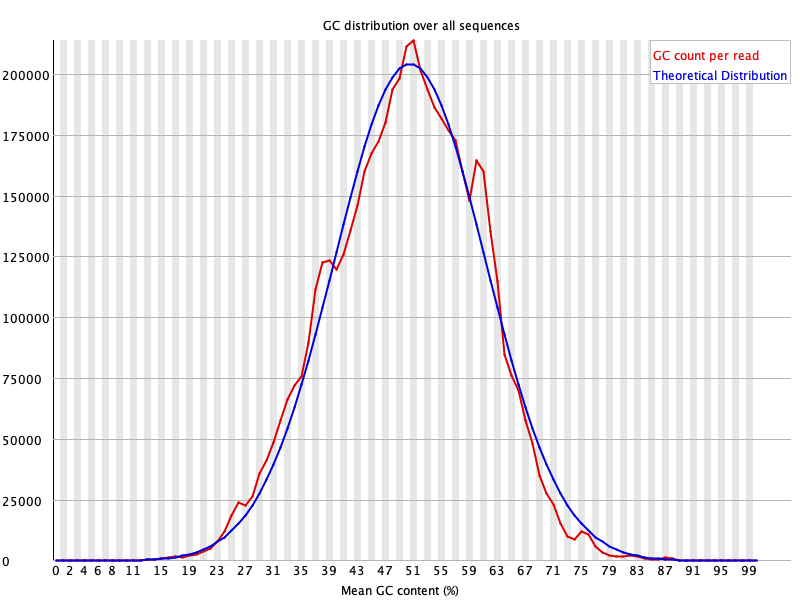 GC distribution over all sequences
GC count per read
Theoretical Distribution
200000
175000
150000
125000
100000
75000
50000
25000
0
0 2 4 6 8 11 15 19 23 27 31 35 39 43 47 51 55 59 63 67 71 75 79 83 87 91 95 99
Mean GC content (%)